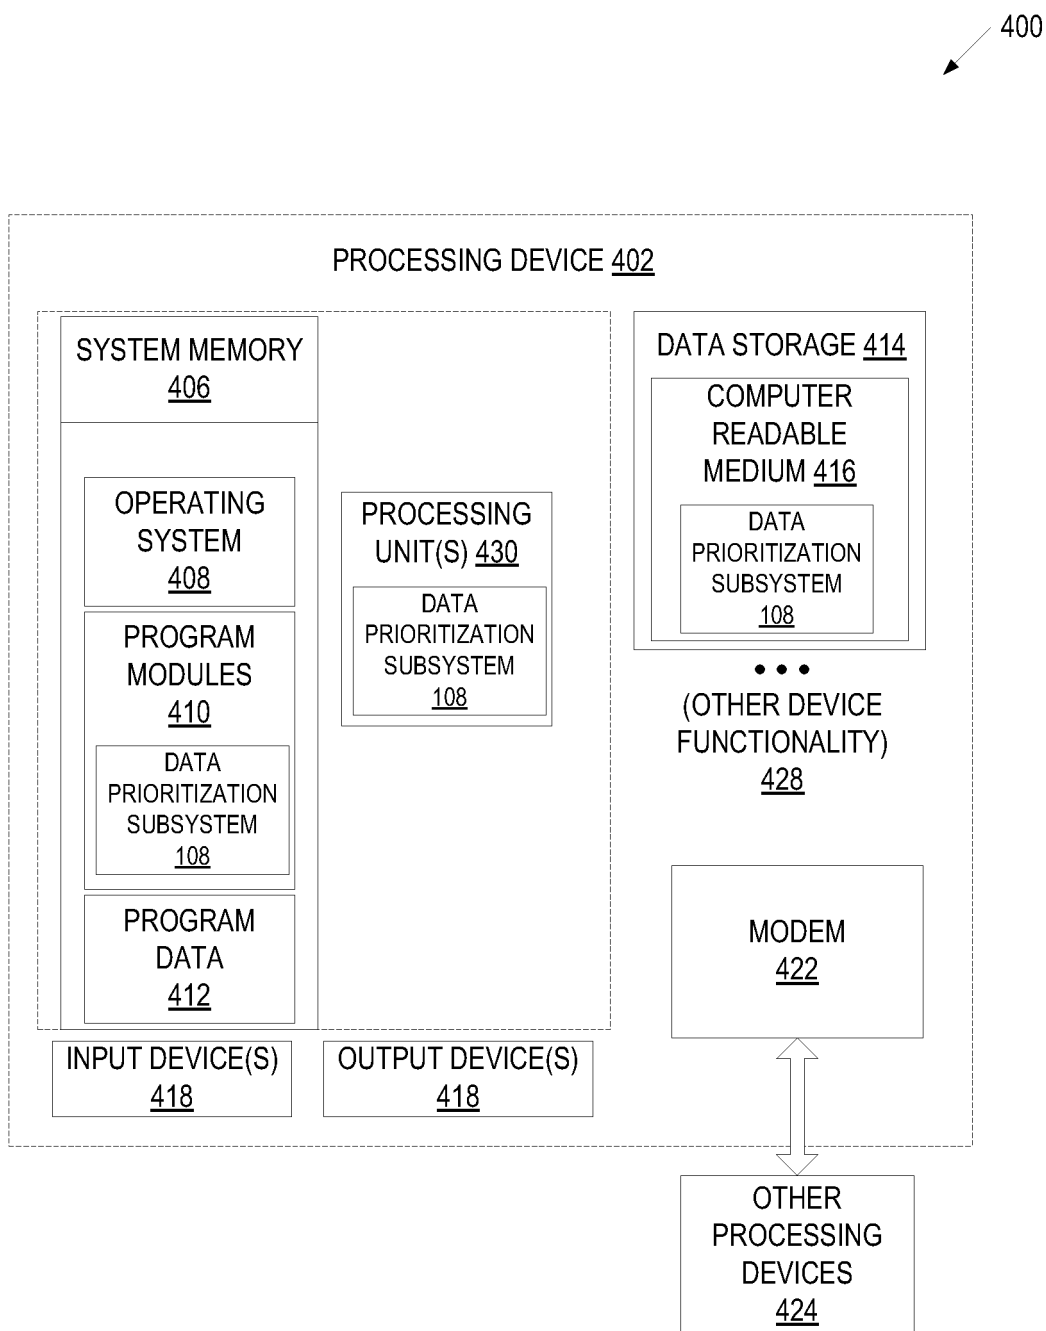 400
PROCESSING DEVICE 402
SYSTEM MEMORY
406
OPERATING
SYSTEM
408
PROGRAM
MODULES
410
DATA
PRIORITIZATION
SUBSYSTEM
108
PROGRAM
DATA
412
PROCESSING
UNIT(S) 430
DATA
PRIORITIZATION
SUBSYSTEM
108
DATA STORAGE 414
COMPUTER
READABLE
MEDIUM 416
DATA
PRIORITIZATION
SUBSYSTEM
108
(OTHER DEVICE
FUNCTIONALITY)
428
MODEM
422
INPUT DEVICE(S)
418
OUTPUT DEVICE(S)
418
OTHER
PROCESSING
DEVICES
424